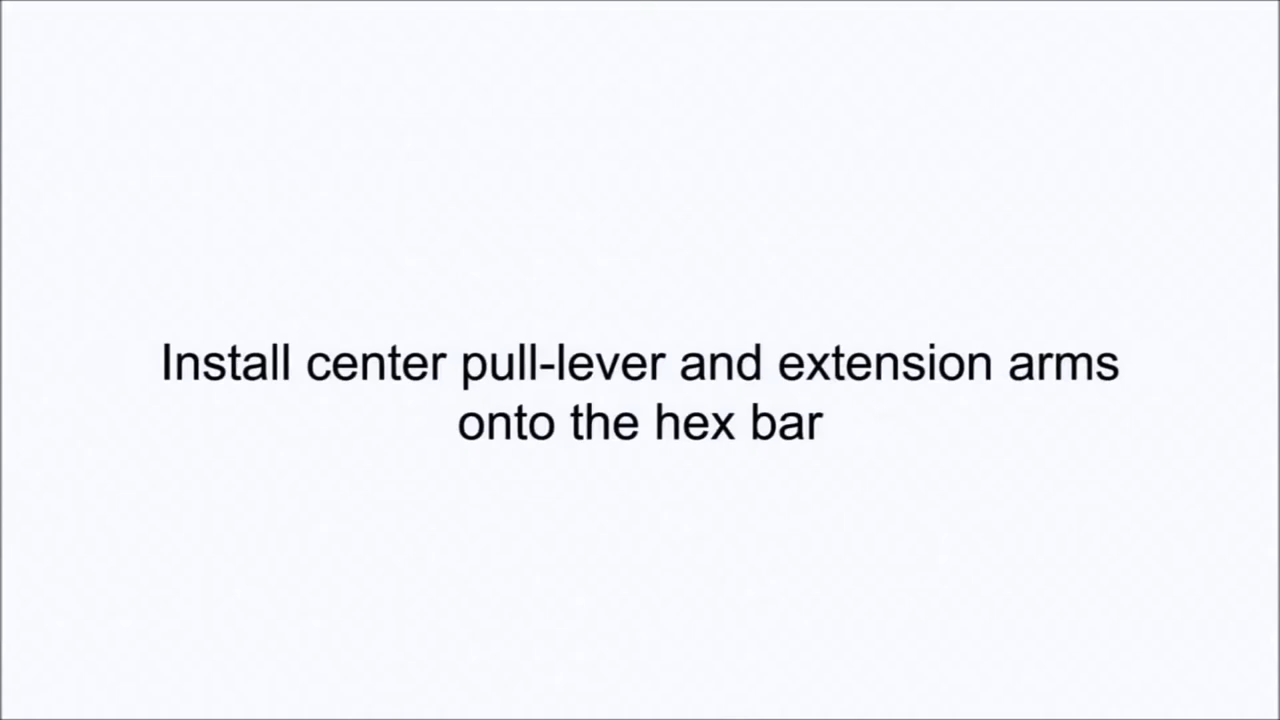 Install center pull-lever and extension arms
onto the hex bar